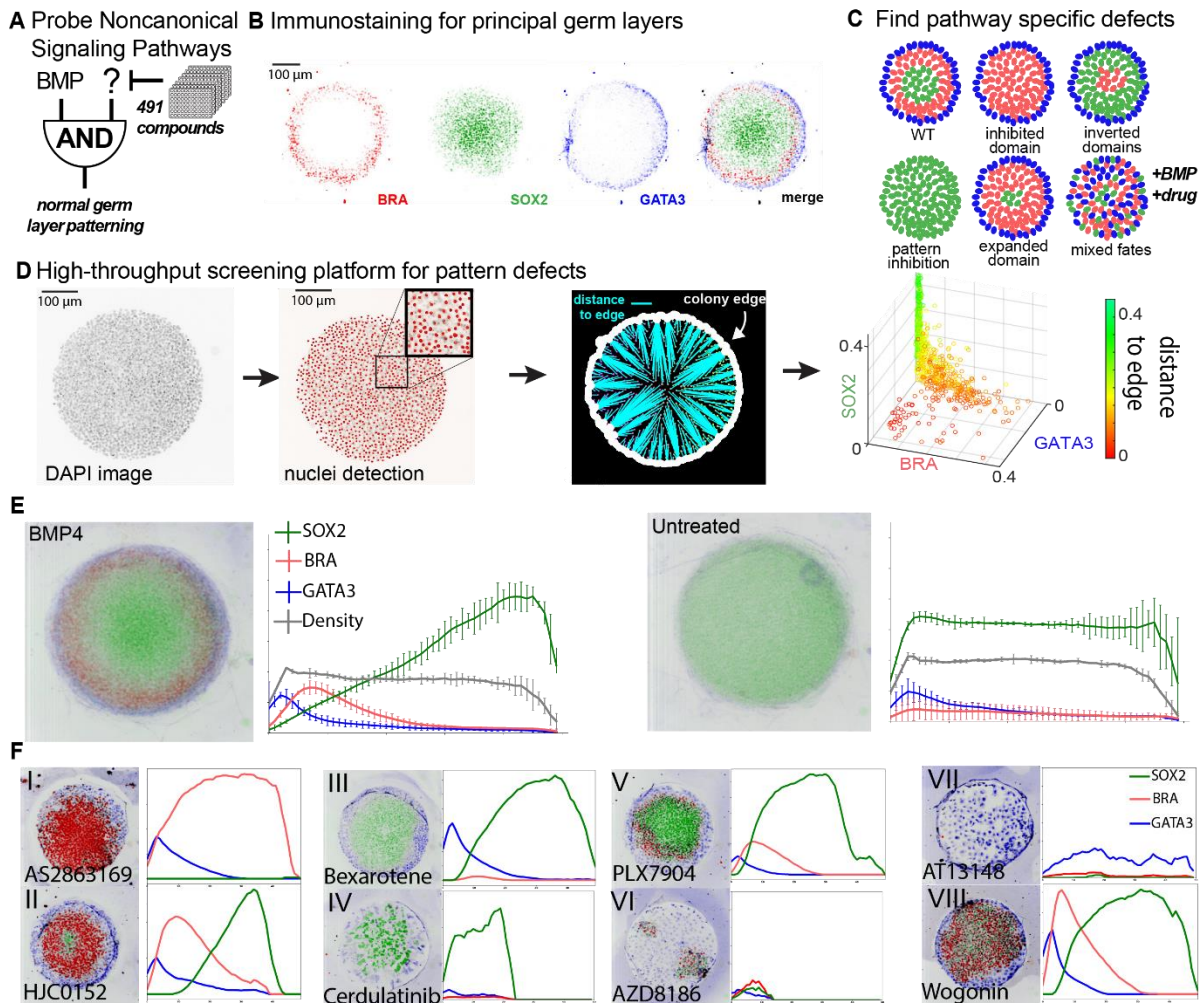 A Probe Noncanonical
Signaling Pathways
BMP ?
491
compounds
AND
normal germ
layer patterning
B Immunostaining for principal germ layers
100 µm
BRA
SOX2
GATA3
merge
C Find pathway specific defects
WT
inhibited
domain
inverted
domains
+BMP
+drug
pattern
inhibition
expanded
domain
mixed fates
D High-throughput screening platform for pattern defects
100 µm
DAPI image
100 µm
nuclei detection
distance
to edge
colony edge
0.4
SOX2
0
BRA
0.4
GATA3
0
0.4
0
distance
to edge
E
BMP4
SOX2
BRA
GATA3
Density
Untreated
F
I.
AS2863169
II.
HJC0152
III
Bexarotene
IV
Cerdulatinib
V
PLX7904
VI
AZD8186
VII
AT13148
SOX2
BRA
GATA3
VIII.
Wogonin